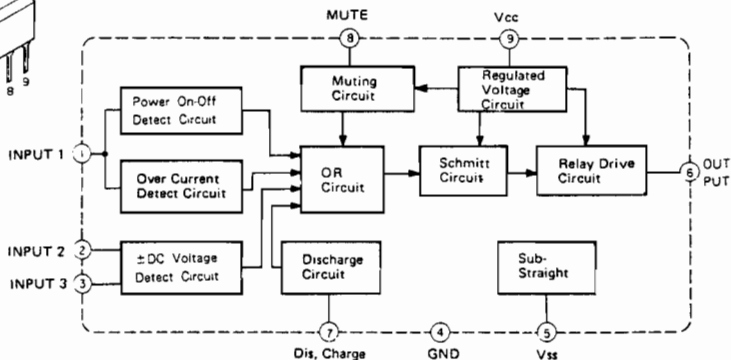 MUTE
Vcc
8
9
8 9
Muting
Circuit
Regulated
Voltage
Circuit
Power On-Off
Detect Circuit
INPUT 1
1
Over Current
Detect Circuit
OR
Circuit
Schmitt
Circuit
Relay Drive
Circuit
6
OUT
PUT
INPUT 2
2
INPUT 3
3
±DC Voltage
Detect Circuit
Discharge
Circuit
Sub-
Straight
7
4
5
Dis, Charge
GND
Vss